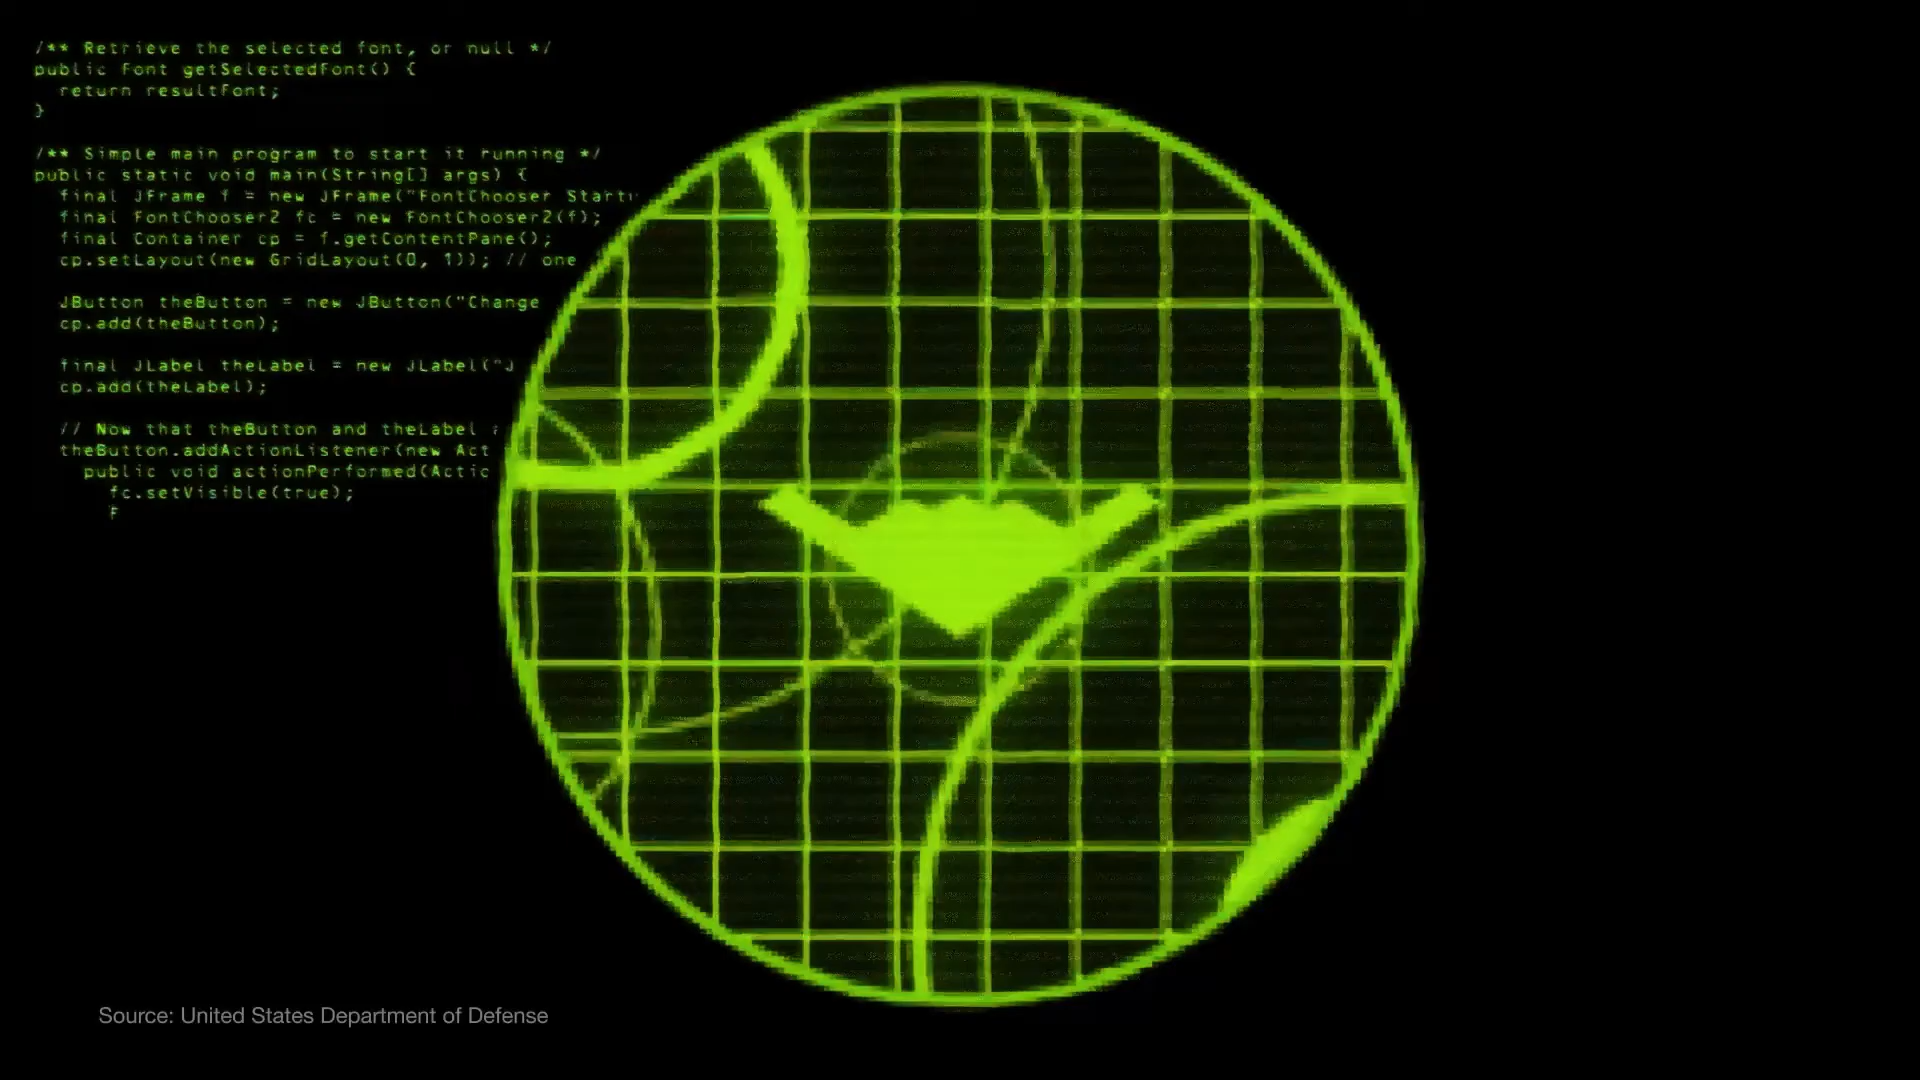 /** Retrieve the selected font, or null */
public Font getSelectedFont() {
return resultFont;
}
/** Simple main program to start it running */
public static void main(String[] args) {
final JFrame f = new JFrame("FontChooser Startu
final FontChooser2 fc = new FontChooser2(f);
final Container cp = f.getContentPane();
cp.setLayout(new GridLayout(0, 1)); // one
JButton theButton = new JButton("Change
cp.add(theButton);
final JLabel theLabel = new JLabel("J
cp.add(theLabel);
// Now that theButton and theLabel
theButton.addActionListener(new Act
public void actionPerformed(Actic
fc.setVisible(true);
F
Source: United States Department of Defense